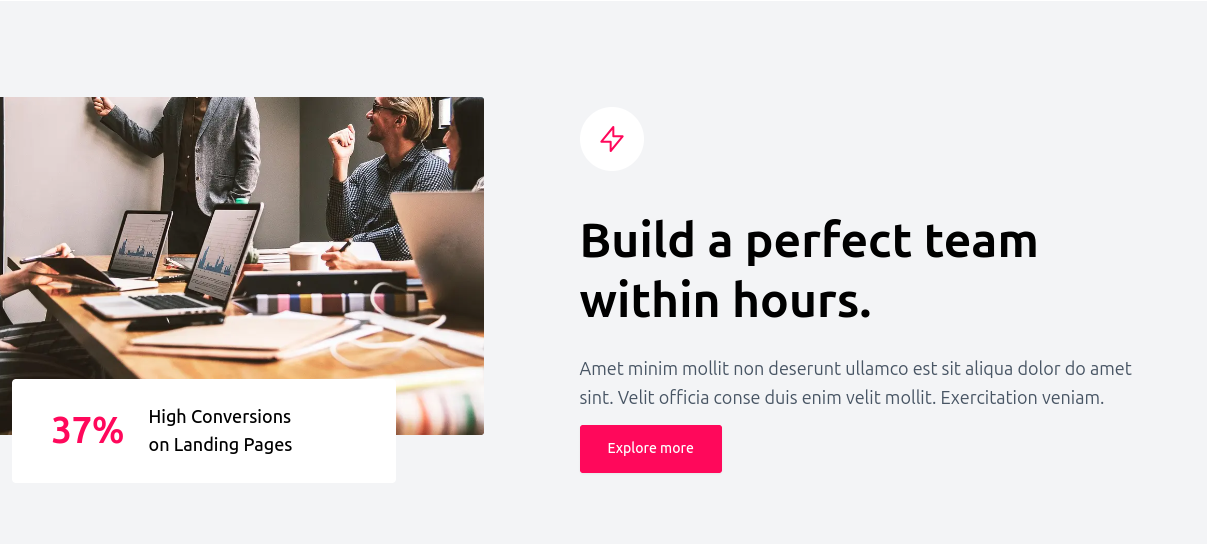 Build a perfect team
within hours.
Amet minim mollit non deserunt ullamco est sit aliqua dolor do amet
sint. Velit officia conse duis enim velit mollit. Exercitation veniam.
Explore more
37%
High Conversions
on Landing Pages